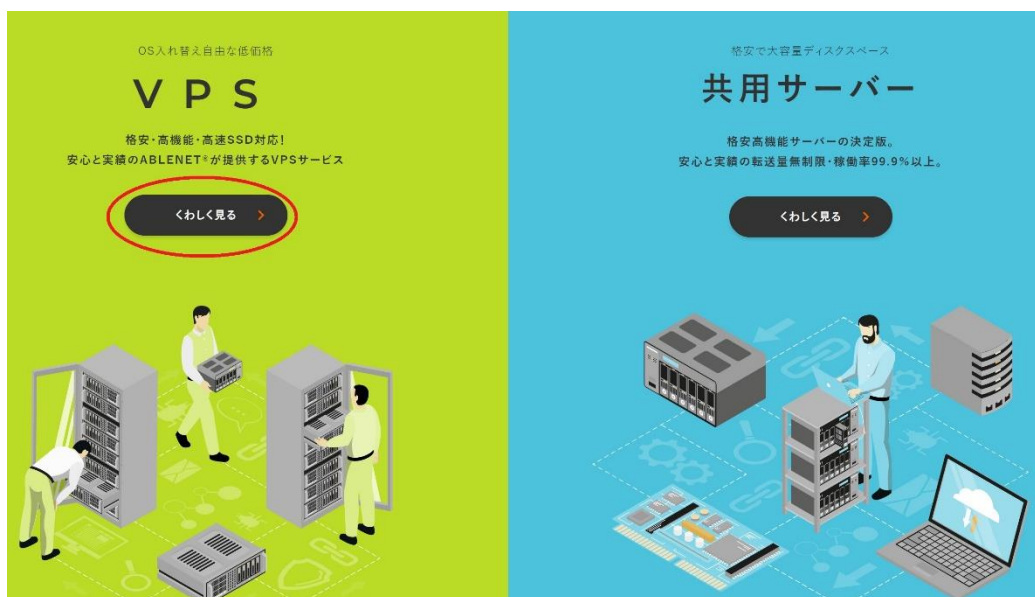 OS入れ替え自由な低価格
VPS
格安・高機能・高速SSD対応!
安心と実績のABLENET®が提供するVPSサービス
くわしく見る
格安で大容量ディスクスペース
共用サーバー
格安高機能サーバーの決定版。
安心と実績の転送量無制限・稼働率99.9%以上。
くわしく見る